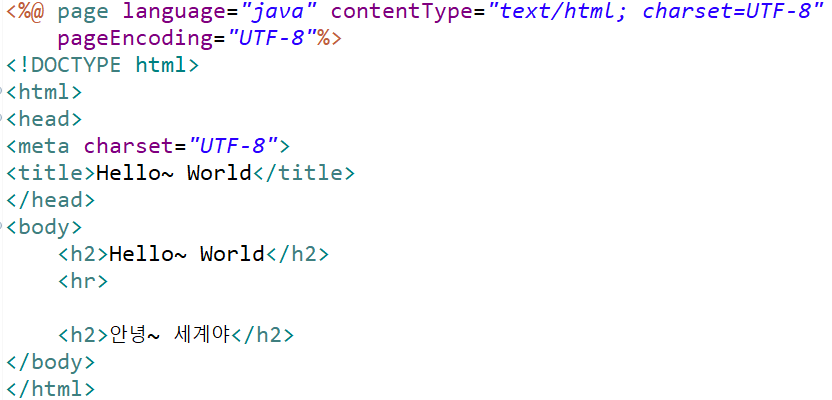 <%@ page language="java" contentType="text/html; charset=UTF-8"
    pageEncoding="UTF-8"%>
<!DOCTYPE html>
<html>
<head>
<meta charset="UTF-8">
<title>Hello~ World</title>
</head>
<body>
    <h2>Hello~ World</h2>
    <hr>
    <h2>안녕~ 세계야</h2>
</body>
</html>